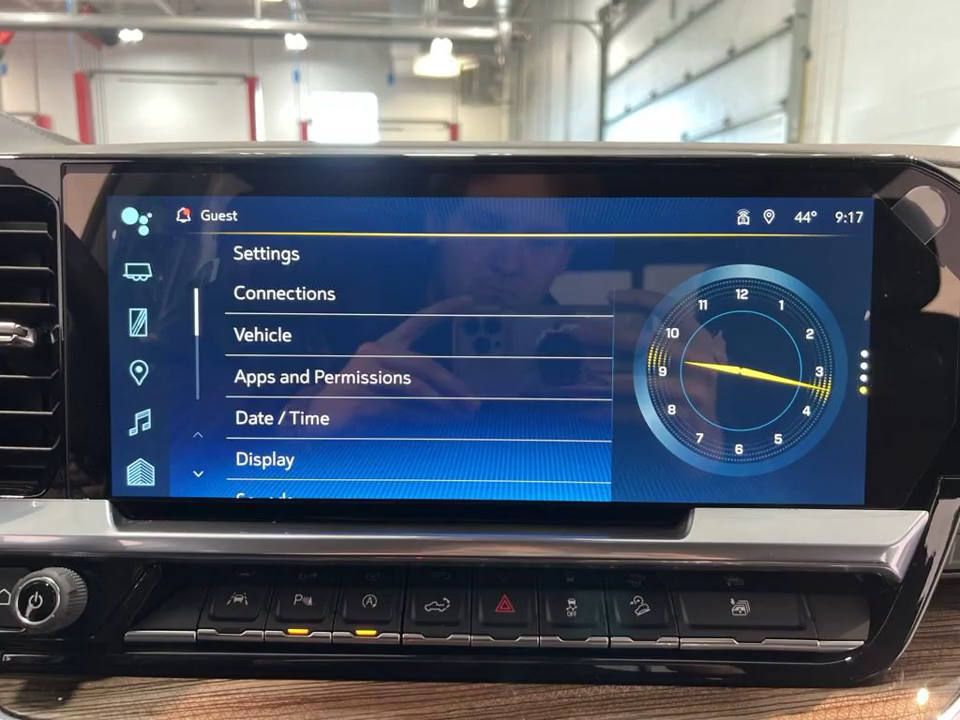 Guest
44° 9:17
Settings
Connections
Vehicle
Apps and Permissions
Date / Time
Display
12
1
2
3
4
5
6
7
8
9
10
11
P
A
OFF